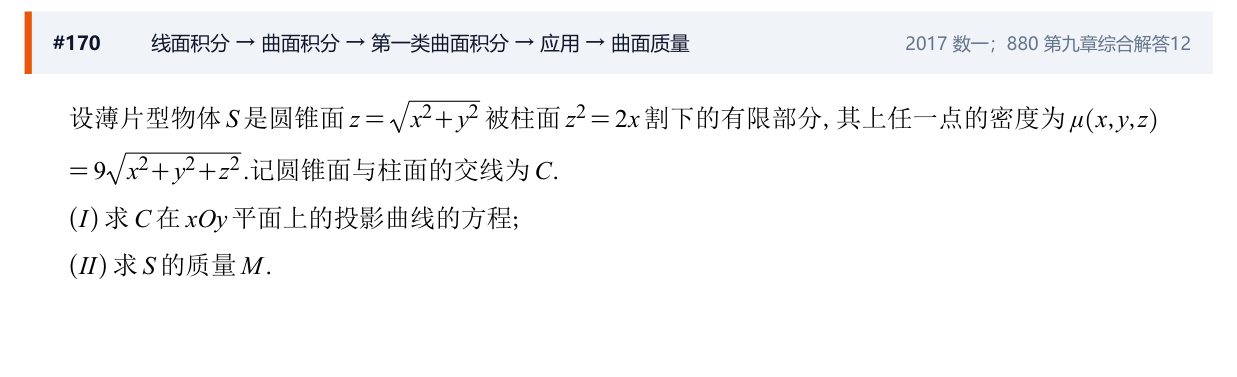 #170 线面积分 → 曲面积分 → 第一类曲面积分 → 应用 → 曲面质量 2017 数一；880 第九章综合解答12
设薄片型物体 S 是圆锥面 z = √(x²+y²) 被柱面 z² = 2x 割下的有限部分, 其上任一点的密度为 μ(x,y,z)
= 9√(x²+y²+z²).记圆锥面与柱面的交线为 C.
(I) 求 C 在 xOy 平面上的投影曲线的方程;
(II) 求 S 的质量 M.